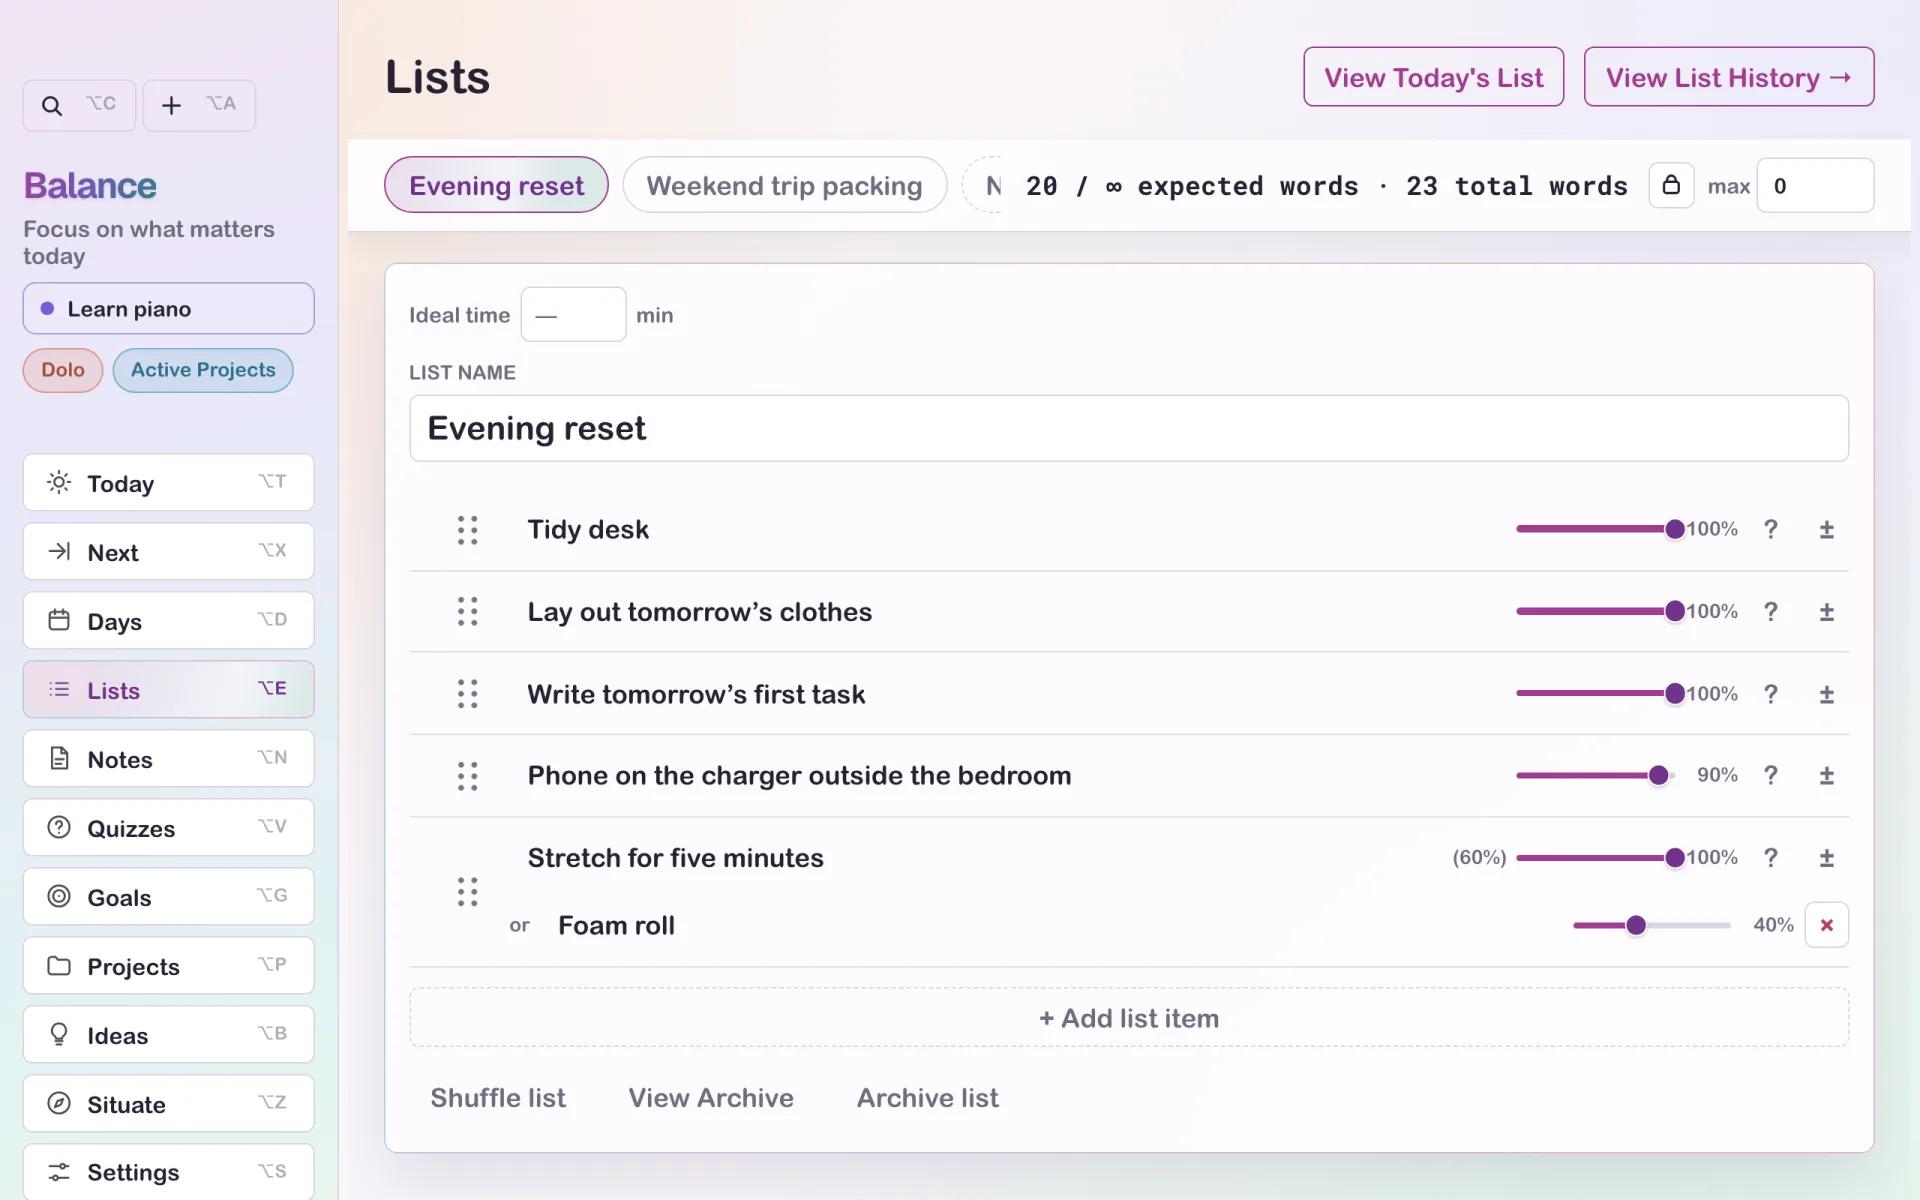 ⌥C
⌥A
Balance
Focus on what matters
today
Learn piano
Dolo
Active Projects
Today ⌥T
Next ⌥X
Days ⌥D
Lists ⌥E
Notes ⌥N
Quizzes ⌥V
Goals ⌥G
Projects ⌥P
Ideas ⌥B
Situate ⌥Z
Settings ⌥S
Lists
View Today's List
View List History →
Evening reset
Weekend trip packing
N
20 / ∞ expected words · 23 total words
max 0
Ideal time — min
LIST NAME
Evening reset
Tidy desk 100% ? ±
Lay out tomorrow’s clothes 100% ? ±
Write tomorrow’s first task 100% ? ±
Phone on the charger outside the bedroom 90% ? ±
Stretch for five minutes (60%) 100% ? ±
or Foam roll 40% ×
+ Add list item
Shuffle list
View Archive
Archive list